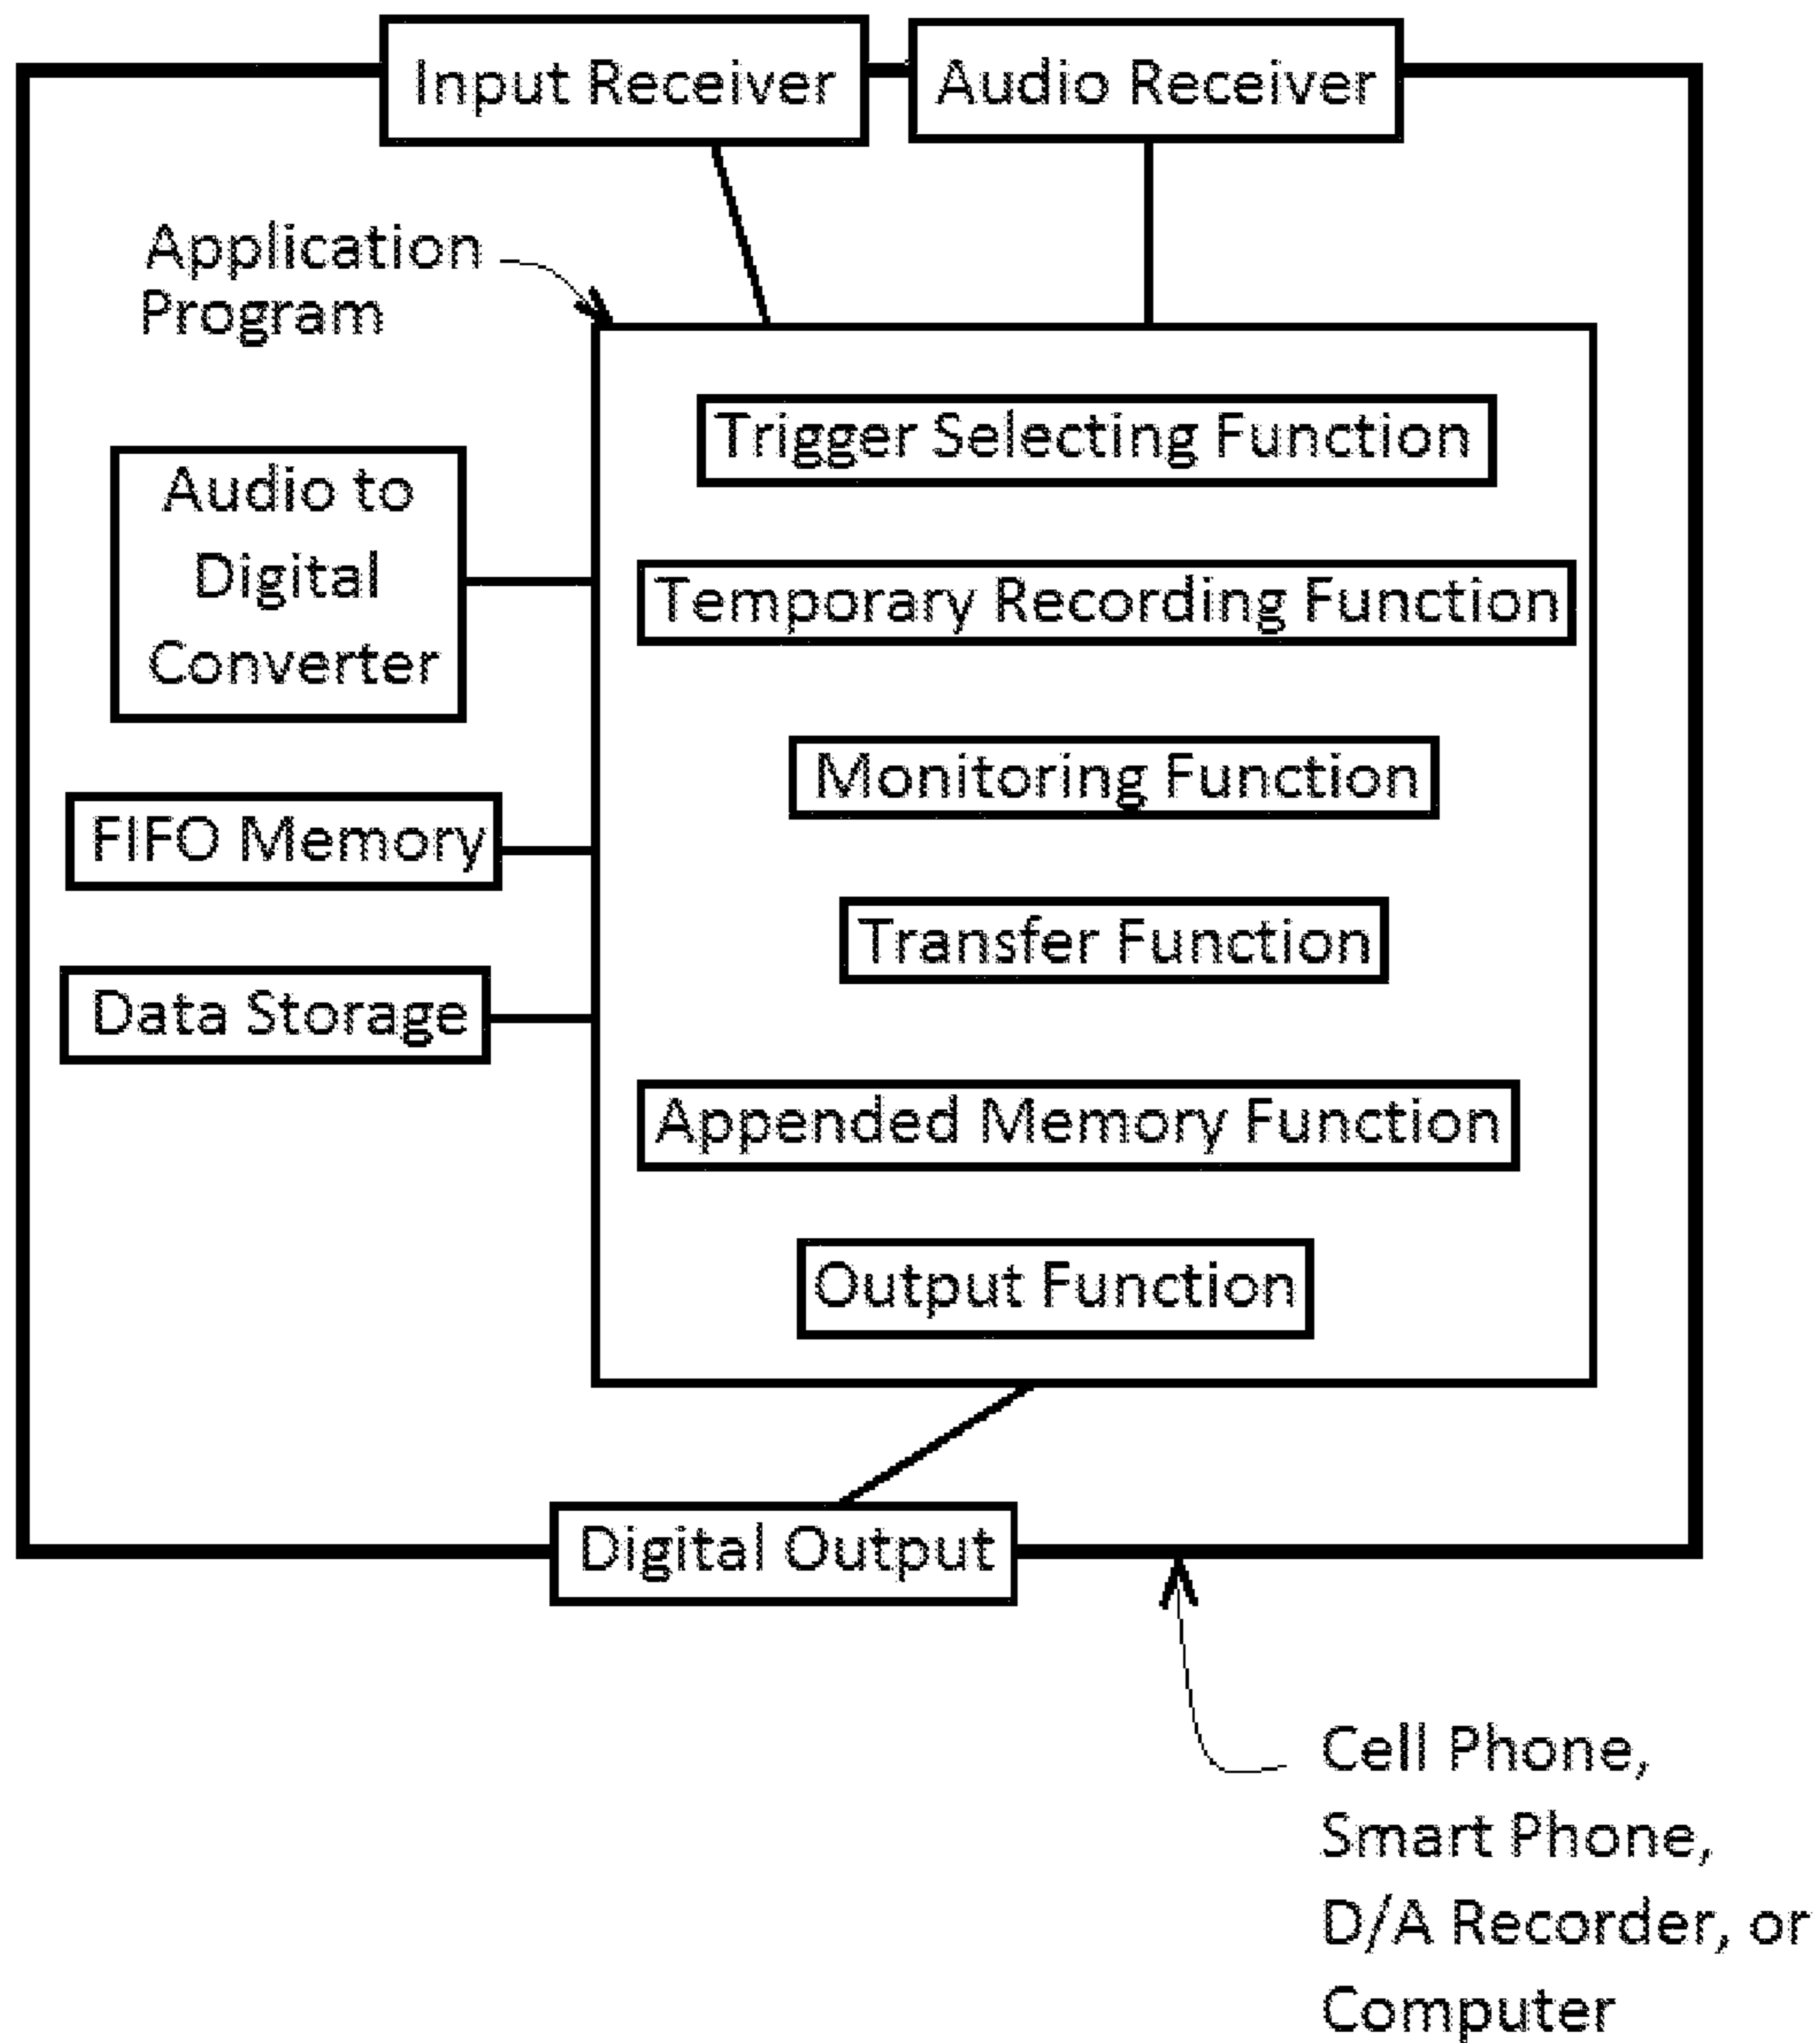 Input Receiver
Audio Receiver
Application
Program
Trigger Selecting Function
Audio to
Digital
Converter
Temporary Recording Function
Monitoring Function
FIFO Memory
Transfer Function
Data Storage
Appended Memory Function
Output Function
Digital Output
Cell Phone,
Smart Phone,
D/A Recorder, or
Computer